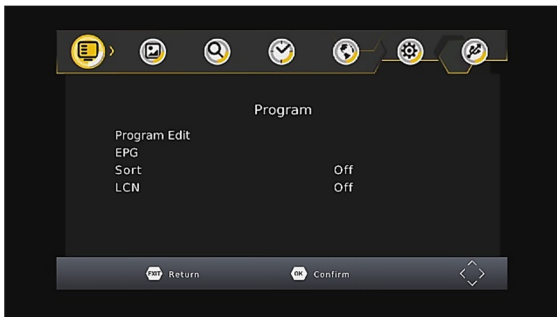 Program
Program Edit
EPG
Sort Off
LCN Off
EXIT Return OK Confirm